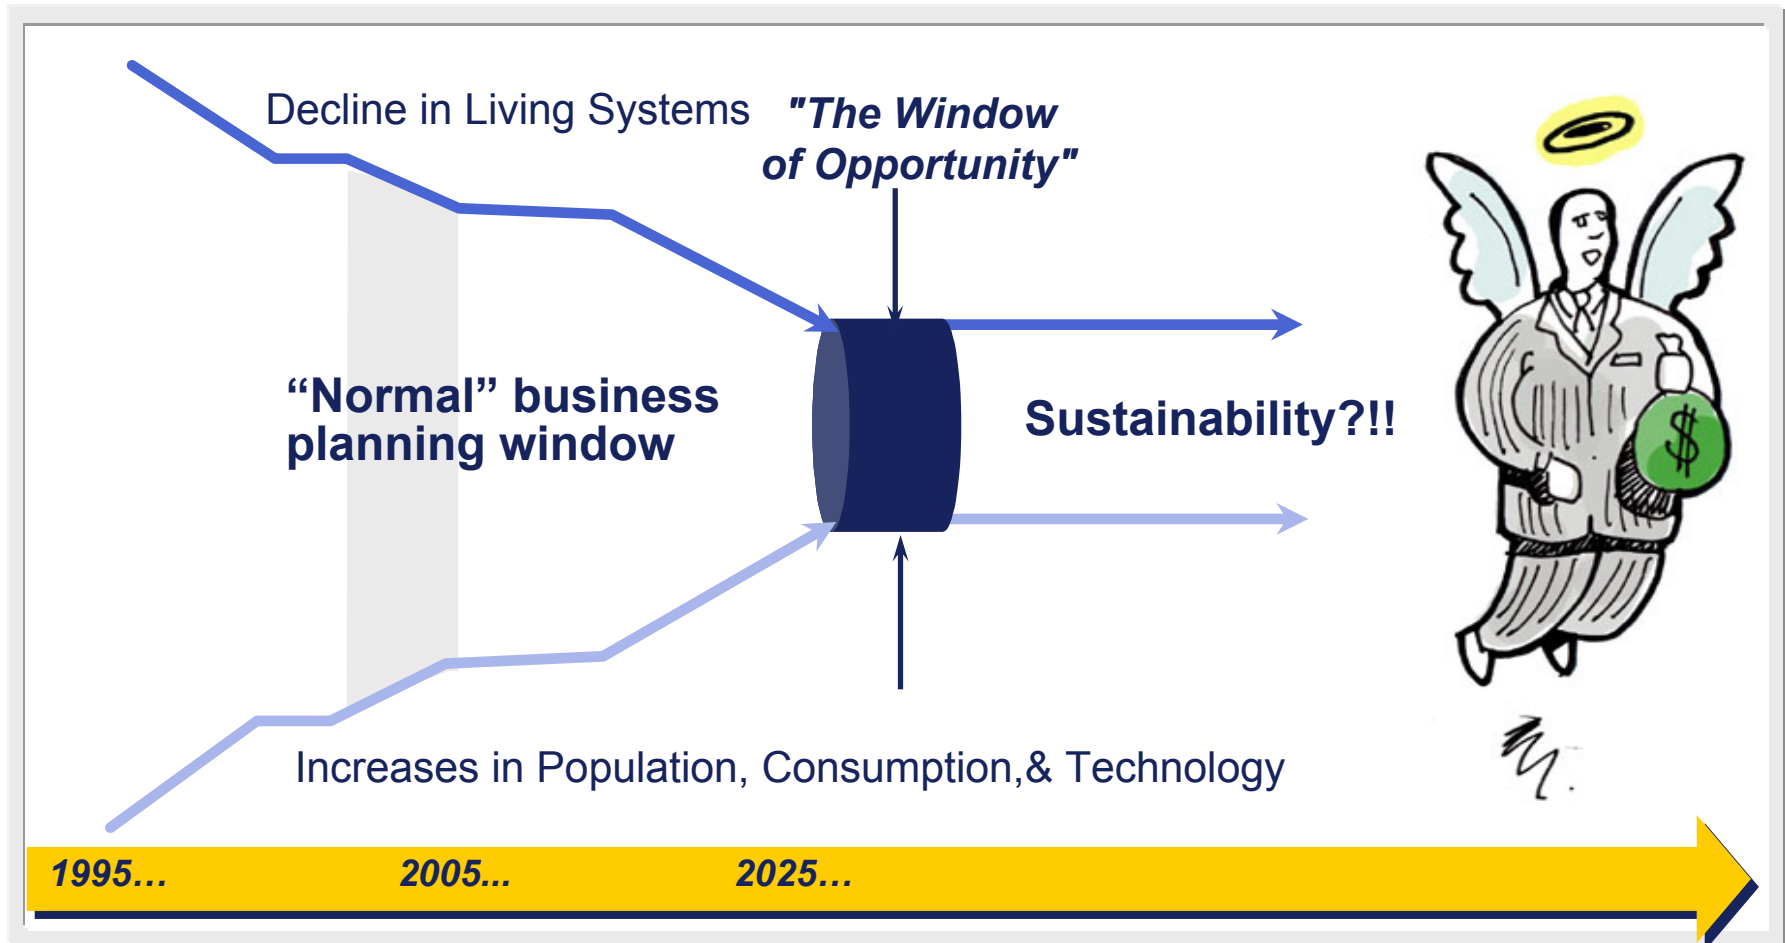 Decline in Living Systems
"The Window
of Opportunity"
“Normal” business
planning window
Sustainability?!!
$
Increases in Population, Consumption,& Technology
1995…
2005...
2025…